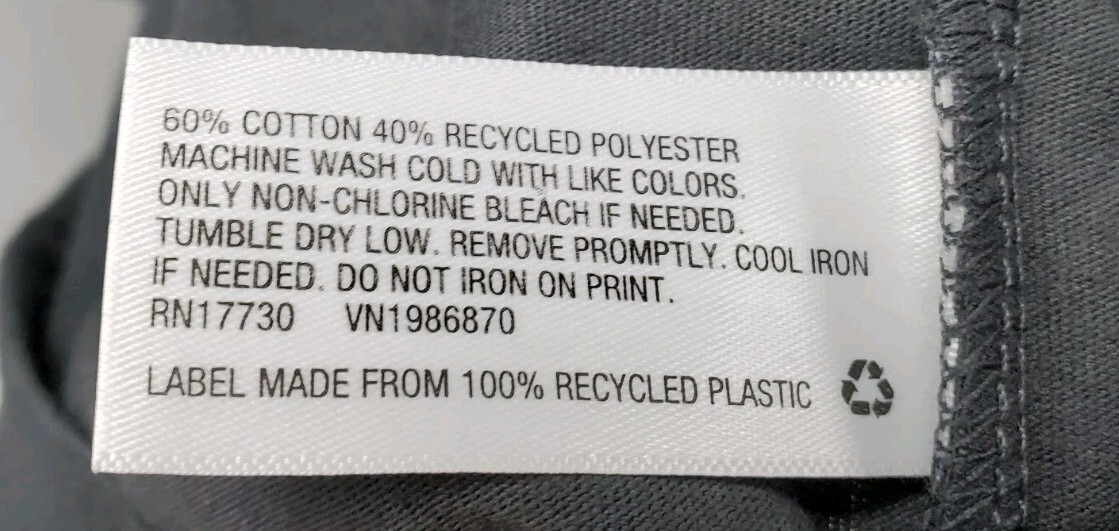 60% COTTON 40% RECYCLED POLYESTER
MACHINE WASH COLD WITH LIKE COLORS.
ONLY NON-CHLORINE BLEACH IF NEEDED.
TUMBLE DRY LOW. REMOVE PROMPTLY. COOL IRON
IF NEEDED. DO NOT IRON ON PRINT.
RN17730 VN1986870
LABEL MADE FROM 100% RECYCLED PLASTIC